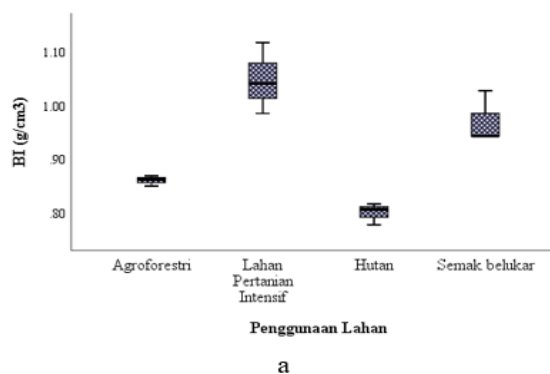 BI (g/cm3)
1.10
1.00
.90
.80
Agroforestri
Lahan
Pertanian
Intensif
Hutan
Semak belukar
Penggunaan Lahan
a